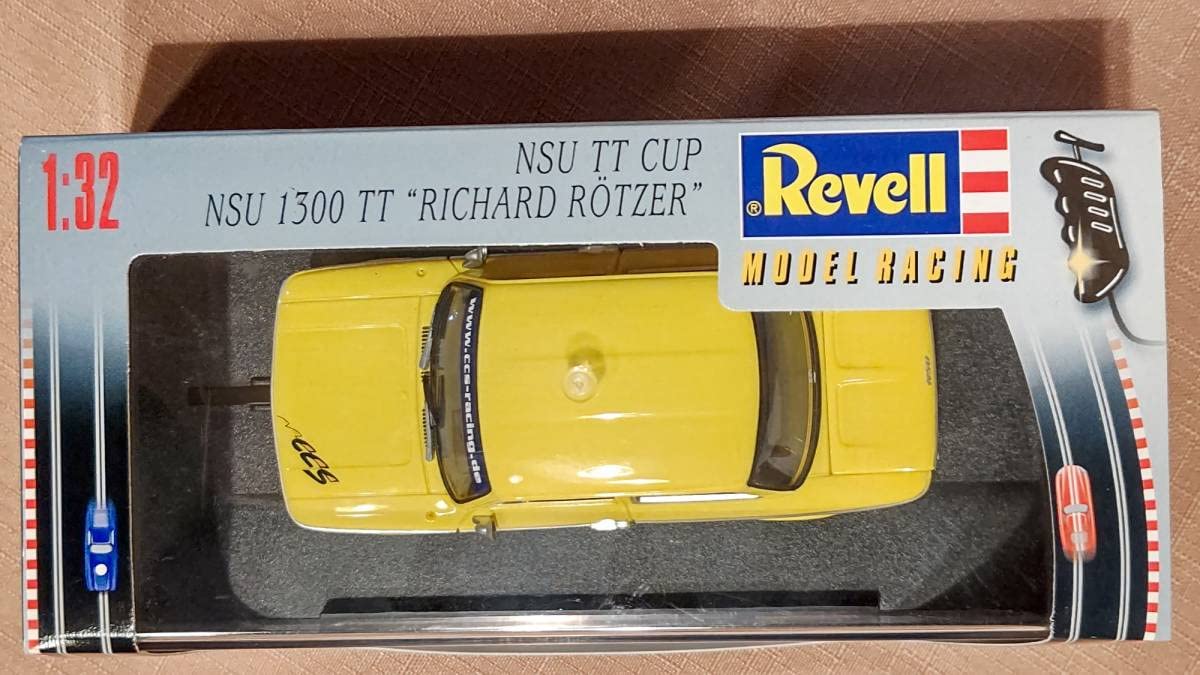 1:32
NSU TT CUP
NSU 1300 TT “RICHARD RÖTZER”
®Revell
MODEL RACING
www.ccs-racing.de
CCS
NSU